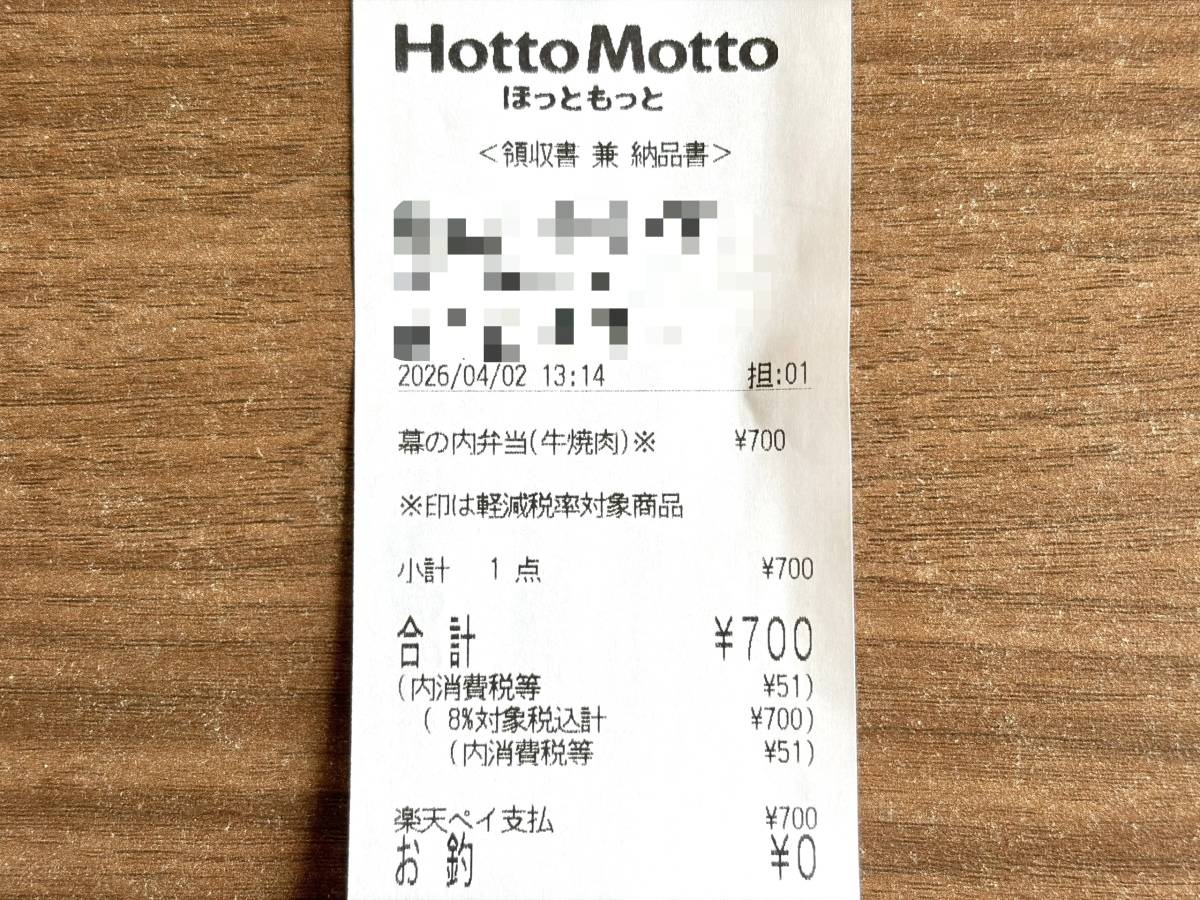 HottoMotto
ほっともっと
＜領収書 兼 納品書＞
2026/04/02 13:14 担:01
幕の内弁当(牛焼肉)※ ¥700
※印は軽減税率対象商品
小計 1 点 ¥700
合 計 ¥700
(内消費税等 ¥51)
( 8%対象税込計 ¥700)
(内消費税等 ¥51)
楽天ペイ支払 ¥700
お 釣 ¥0